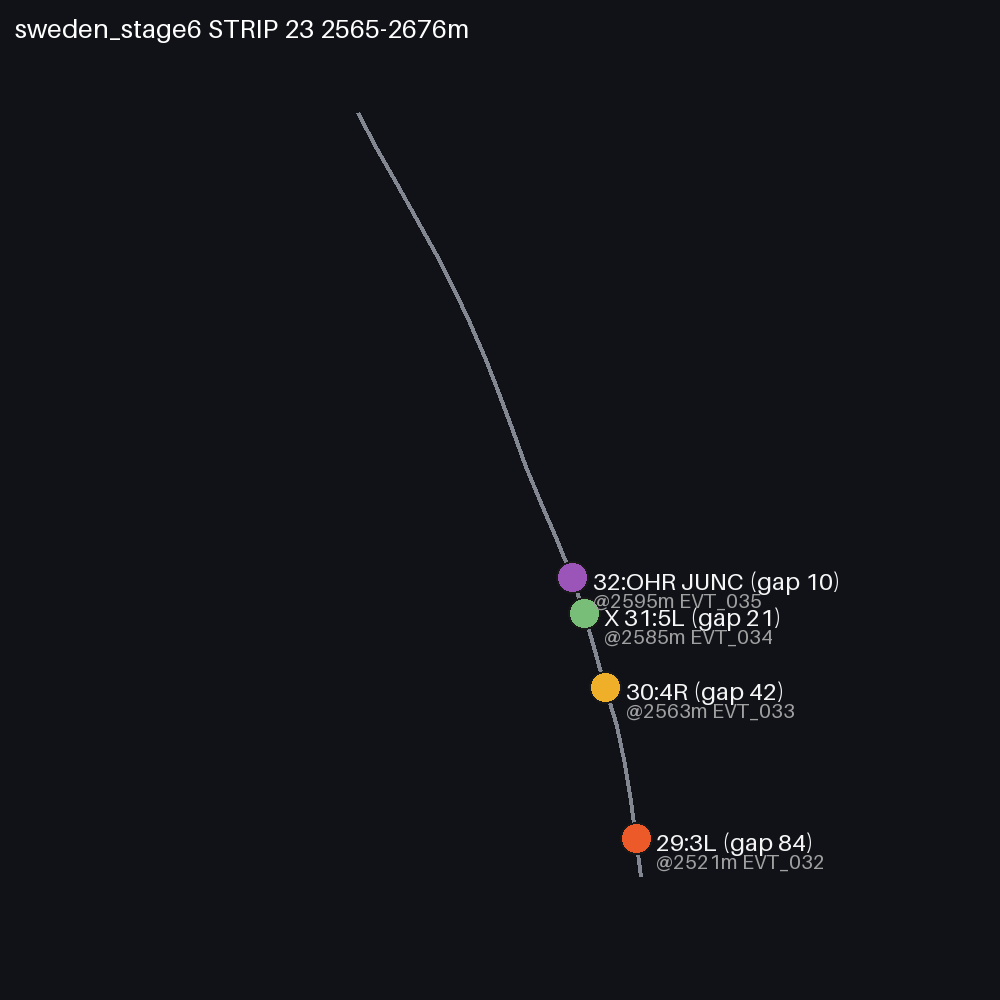 sweden_stage6 STRIP 23 2565-2676m
32:OHR JUNC (gap 10)
@2595m EVT_035
X 31:5L (gap 21)
@2585m EVT_034
30:4R (gap 42)
@2563m EVT_033
29:3L (gap 84)
@2521m EVT_032